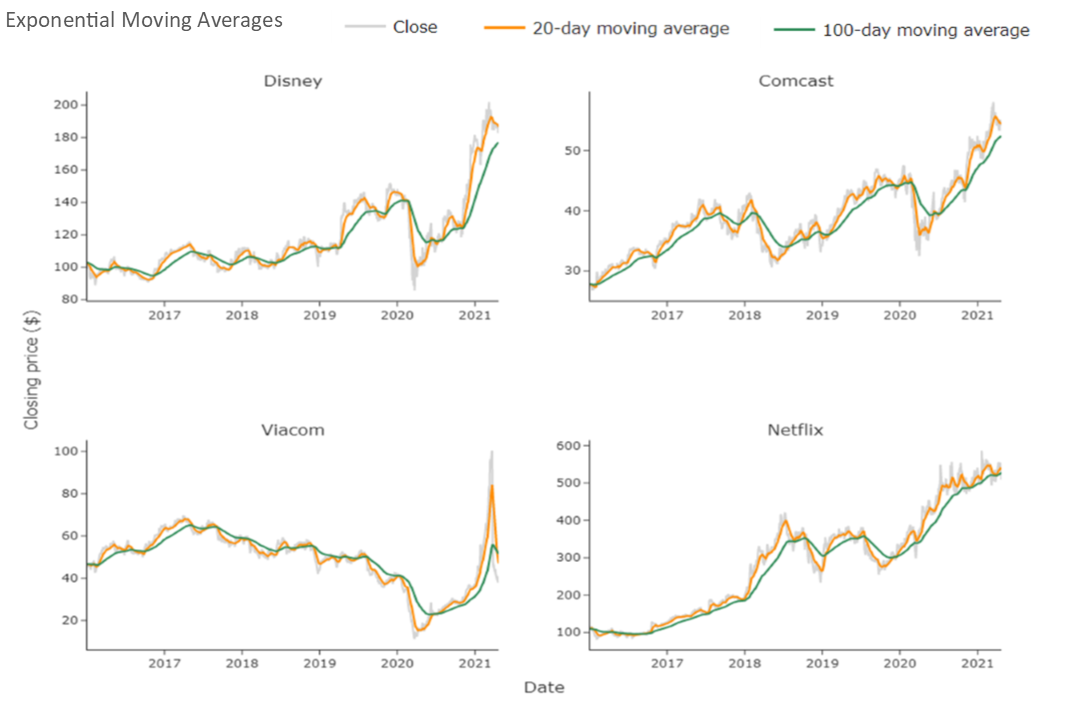 Exponential Moving Averages
Close 20-day moving average 100-day moving average
Disney
200
180
160
140
120
100
80
2017 2018 2019 2020 2021
Comcast
50
40
30
2017 2018 2019 2020 2021
Closing price ($)
Viacom
100
80
60
40
20
2017 2018 2019 2020 2021
Netflix
600
500
400
300
200
100
2017 2018 2019 2020 2021
Date